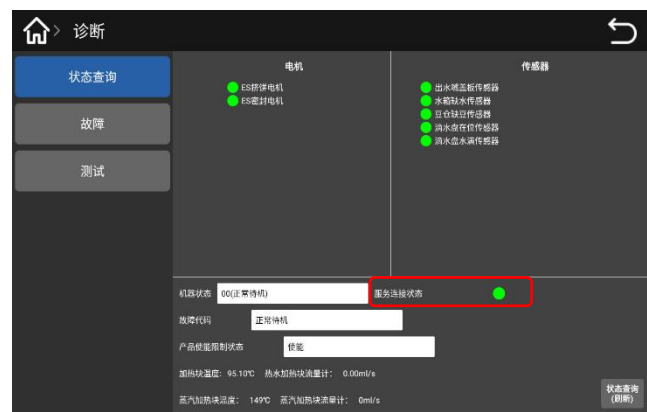 > 诊断
状态查询
故障
测试
电机
ES挤饼电机
ES密封电机
传感器
出水嘴盖板传感器
水箱缺水传感器
豆仓缺豆传感器
滴水盘在位传感器
滴水盘水满传感器
机器状态 00(正常待机) 服务连接状态
故障代码 正常待机
产品使能限制状态 使能
加热块温度: 95.10℃ 热水加热块流量计: 0.00ml/s
蒸汽加热块温度: 149℃ 蒸汽加热块流量计: 0ml/s
状态查询
(刷新)